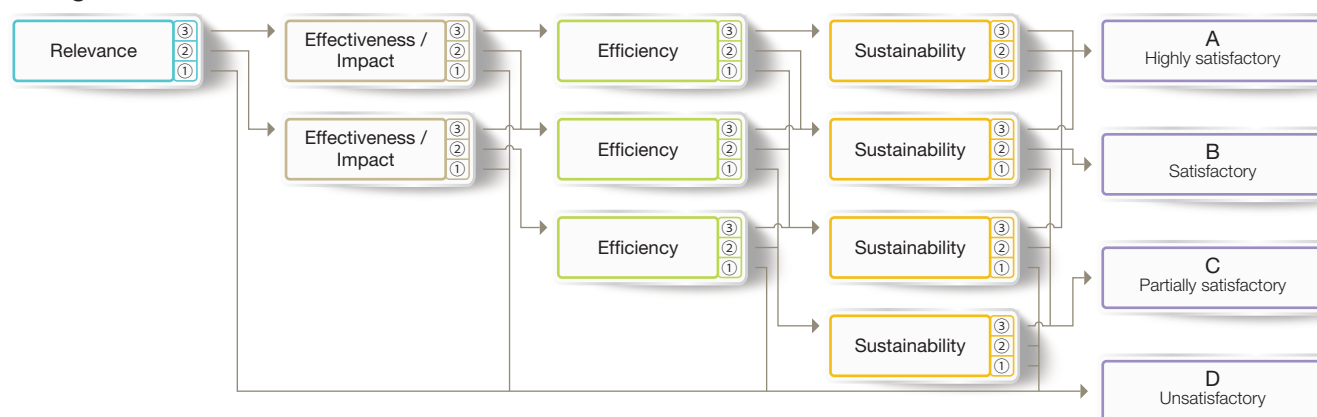 Relevance
③
②
①
Effectiveness /
Impact
③
②
①
Efficiency
③
②
①
Sustainability
③
②
①
A
Highly satisfactory
Effectiveness /
Impact
③
②
①
Efficiency
③
②
①
Sustainability
③
②
①
B
Satisfactory
Efficiency
③
②
①
Sustainability
③
②
①
C
Partially satisfactory
Sustainability
③
②
①
D
Unsatisfactory